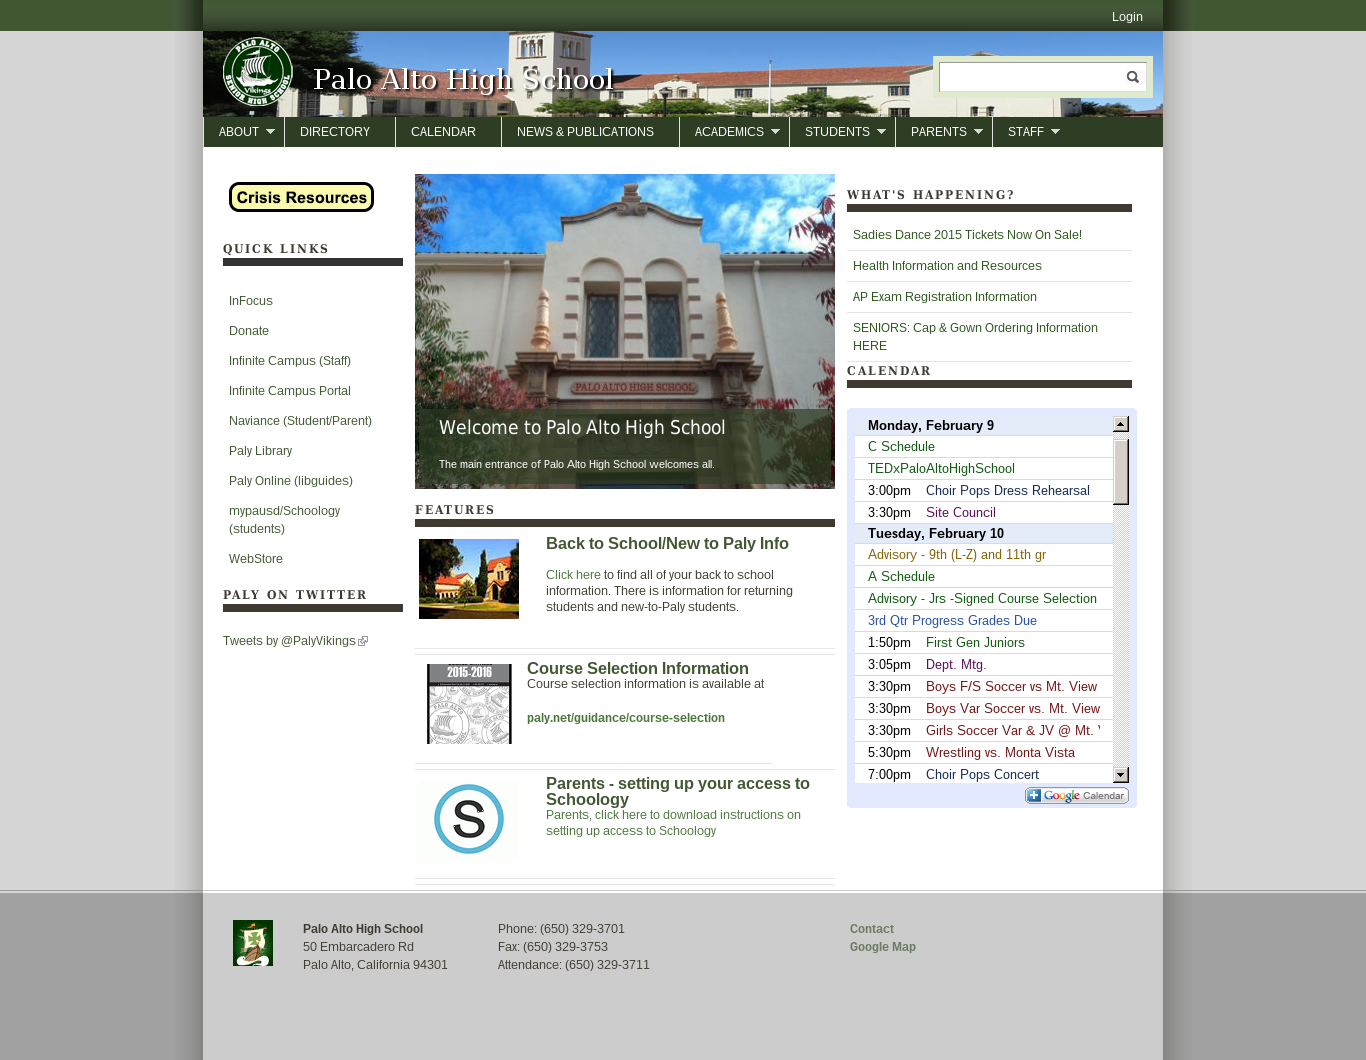 Login
PALO ALTO
Vikings
SENIOR HIGH SCHOOL
Palo Alto High School
ABOUT
DIRECTORY
CALENDAR
NEWS & PUBLICATIONS
ACADEMICS
STUDENTS
PARENTS
STAFF
Crisis Resources
QUICK LINKS
InFocus
Donate
Infinite Campus (Staff)
Infinite Campus Portal
Naviance (Student/Parent)
Paly Library
Paly Online (libguides)
mypausd/Schoology
(students)
WebStore
PALY ON TWITTER
Tweets by @PalyVikings
PALO ALTO HIGH SCHOOL
Welcome to Palo Alto High School
The main entrance of Palo Alto High School welcomes all.
FEATURES
Back to School/New to Paly Info
Click here to find all of your back to school
information. There is information for returning
students and new-to-Paly students.
2015-2016
Course Selection Information
Course selection information is available at
paly.net/guidance/course-selection
S
Parents - setting up your access to
Schoology
Parents, click here to download instructions on
setting up access to Schoology
WHAT'S HAPPENING?
Sadies Dance 2015 Tickets Now On Sale!
Health Information and Resources
AP Exam Registration Information
SENIORS: Cap & Gown Ordering Information
HERE
CALENDAR
Monday, February 9
C Schedule
TEDxPaloAltoHighSchool
3:00pm Choir Pops Dress Rehearsal
3:30pm Site Council
Tuesday, February 10
Advisory - 9th (L-Z) and 11th gr
A Schedule
Advisory - Jrs -Signed Course Selection
3rd Qtr Progress Grades Due
1:50pm First Gen Juniors
3:05pm Dept. Mtg.
3:30pm Boys F/S Soccer vs Mt. View
3:30pm Boys Var Soccer vs. Mt. View
3:30pm Girls Soccer Var & JV @ Mt.
5:30pm Wrestling vs. Monta Vista
7:00pm Choir Pops Concert
Google Calendar
Palo Alto High School
50 Embarcadero Rd
Palo Alto, California 94301
Phone: (650) 329-3701
Fax: (650) 329-3753
Attendance: (650) 329-3711
Contact
Google Map